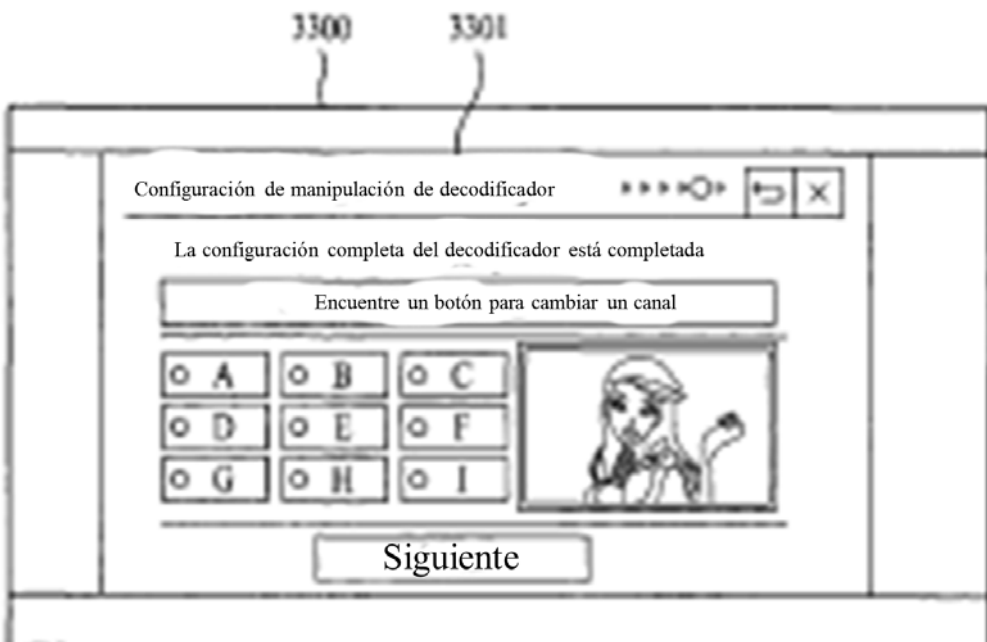 3300 3301
Configuración de manipulación de decodificador
La configuración completa del decodificador está completada
Encuentre un botón para cambiar un canal
A B C
D E F
G H I
Siguiente